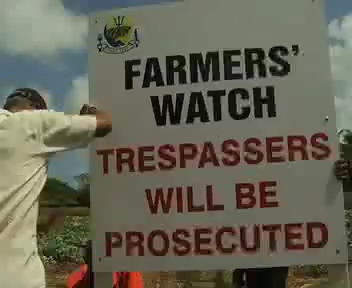 FARMERS'
WATCH
TRESPASSERS
WILL BE
PROSECUTED